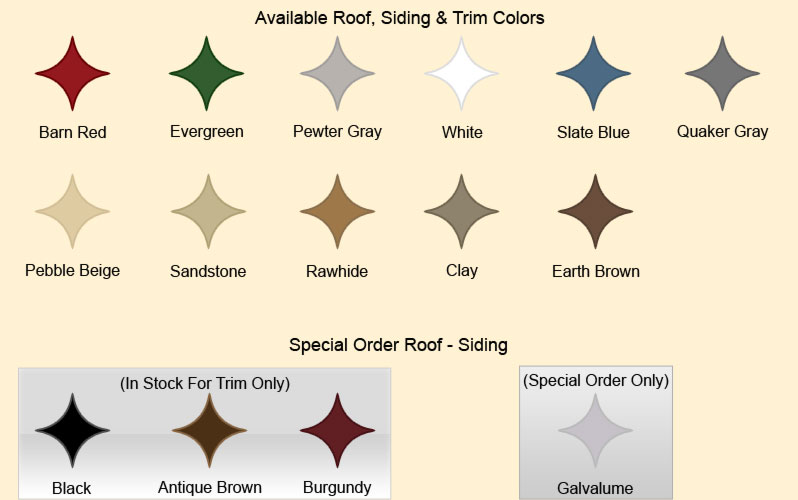 Available Roof, Siding & Trim Colors
Barn Red Evergreen Pewter Gray White Slate Blue Quaker Gray
Pebble Beige Sandstone Rawhide Clay Earth Brown
Special Order Roof - Siding
(In Stock For Trim Only) (Special Order Only)
Black Antique Brown Burgundy Galvalume